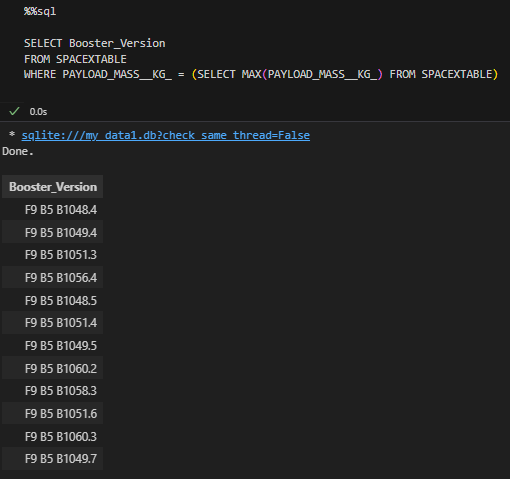 %%sql
SELECT Booster_Version
FROM SPACEXTABLE
WHERE PAYLOAD_MASS__KG_ = (SELECT MAX(PAYLOAD_MASS__KG_) FROM SPACEXTABLE)
✓ 0.0s
* sqlite:///my_data1.db?check_same_thread=False
Done.
Booster_Version
F9 B5 B1048.4
F9 B5 B1049.4
F9 B5 B1051.3
F9 B5 B1056.4
F9 B5 B1048.5
F9 B5 B1051.4
F9 B5 B1049.5
F9 B5 B1060.2
F9 B5 B1058.3
F9 B5 B1051.6
F9 B5 B1060.3
F9 B5 B1049.7